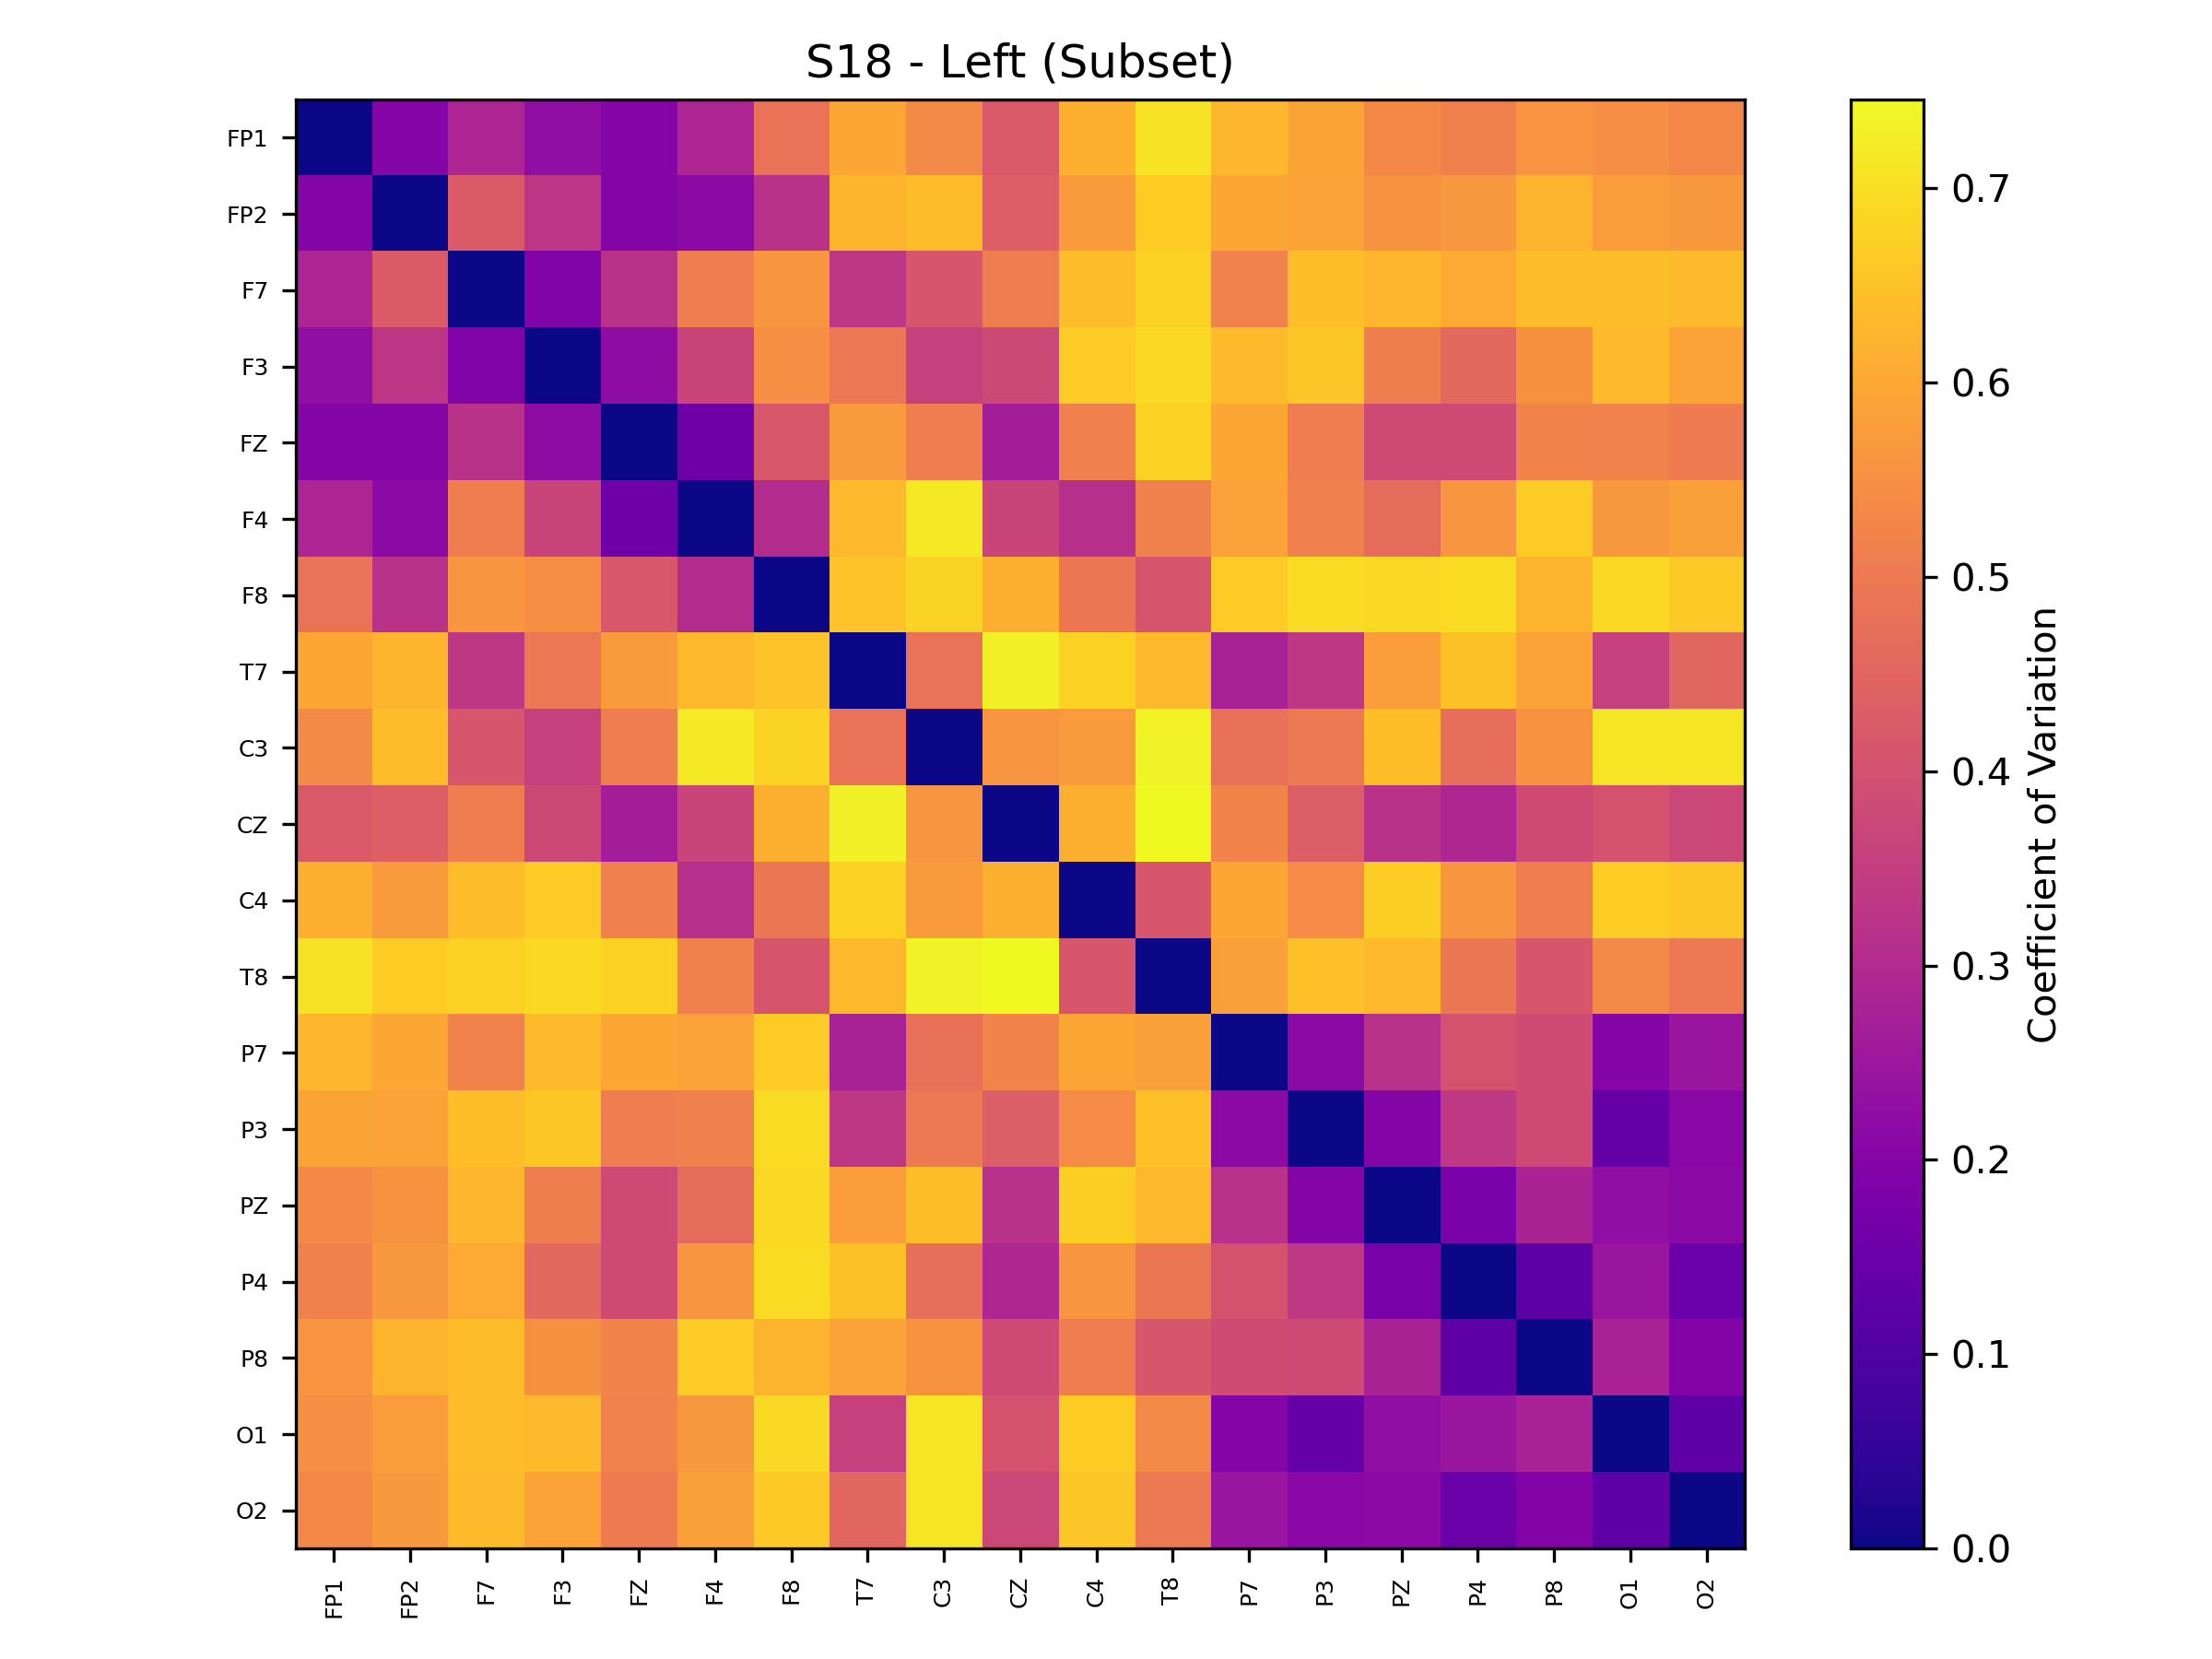 S18 - Left (Subset)
FP1
FP2
F7
F3
FZ
F4
F8
T7
C3
CZ
C4
T8
P7
P3
PZ
P4
P8
O1
O2
FP1
FP2
F7
F3
FZ
F4
F8
T7
C3
CZ
C4
T8
P7
P3
PZ
P4
P8
O1
O2
0.7
0.6
0.5
0.4
0.3
0.2
0.1
0.0
Coefficient of Variation